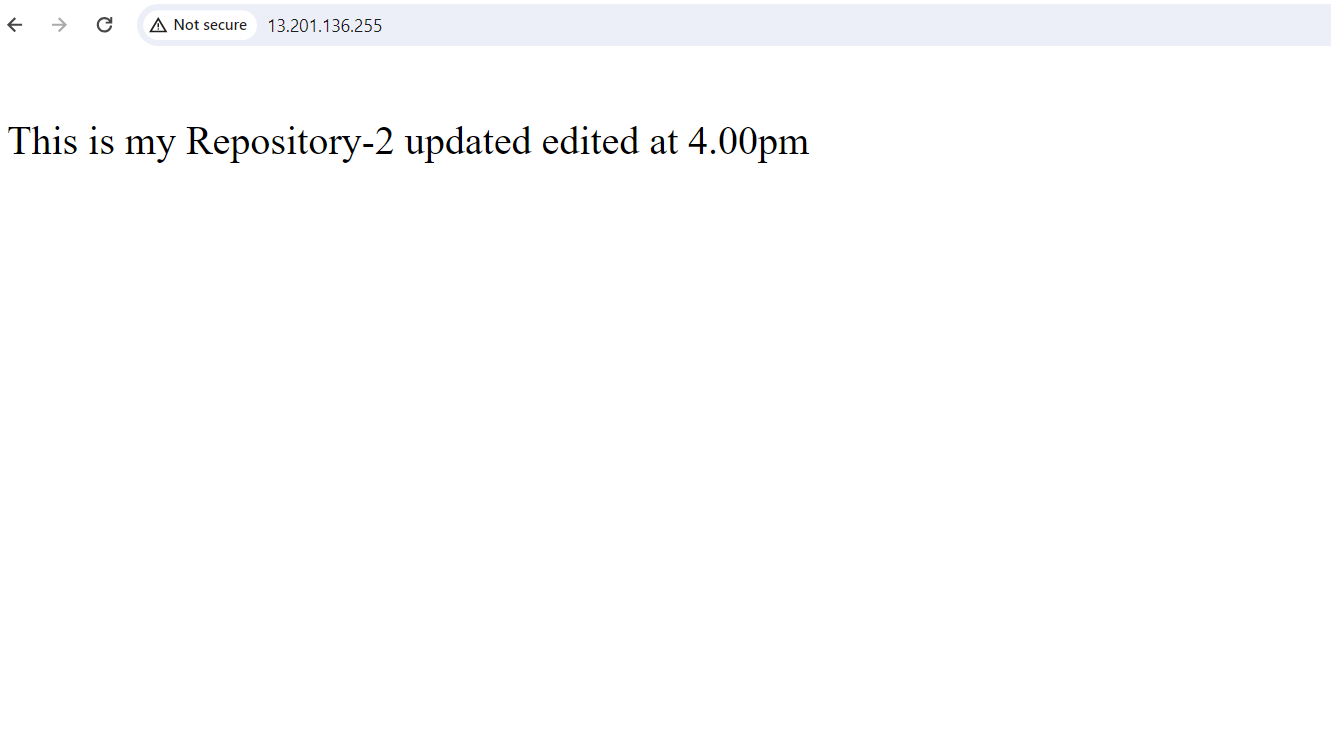 Not secure 13.201.136.255
This is my Repository-2 updated edited at 4.00pm